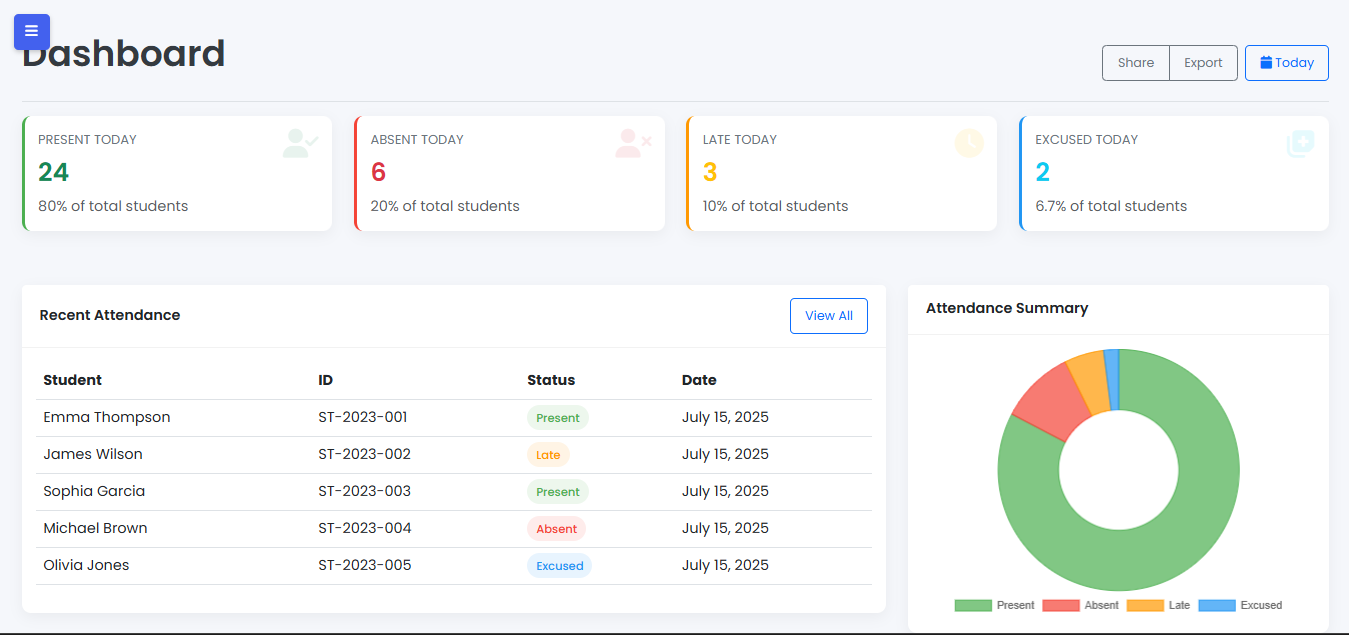 Dashboard
Share Export Today
PRESENT TODAY
24
80% of total students
ABSENT TODAY
6
20% of total students
LATE TODAY
3
10% of total students
EXCUSED TODAY
2
6.7% of total students
Recent Attendance View All
Student ID Status Date
Emma Thompson ST-2023-001 Present July 15, 2025
James Wilson ST-2023-002 Late July 15, 2025
Sophia Garcia ST-2023-003 Present July 15, 2025
Michael Brown ST-2023-004 Absent July 15, 2025
Olivia Jones ST-2023-005 Excused July 15, 2025
Attendance Summary
Present Absent Late Excused